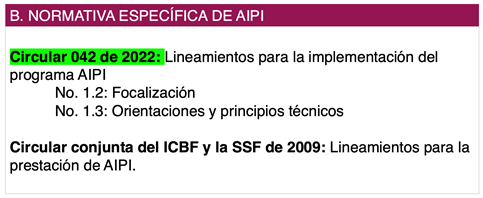 B. NORMATIVA ESPECÍFICA DE AIPI
Circular 042 de 2022: Lineamientos para la implementación del
programa AIPI
No. 1.2: Focalización
No. 1.3: Orientaciones y principios técnicos
Circular conjunta del ICBF y la SSF de 2009: Lineamientos para la
prestación de AIPI.